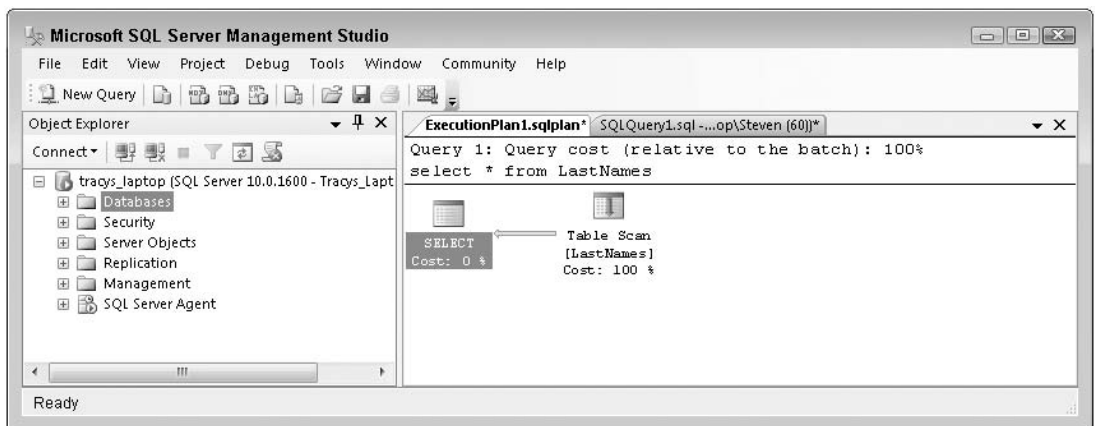 Microsoft SQL Server Management Studio
File Edit View Project Debug Tools Window Community Help
New Query
Object Explorer
Connect
tracys_laptop (SQL Server 10.0.1600 - Tracys_Lapt
Databases
Security
Server Objects
Replication
Management
SQL Server Agent
ExecutionPlan1.sqlplan* SQLQuery1.sql -...op\Steven (60))*
Query 1: Query cost (relative to the batch): 100%
select * from LastNames
SELECT
Cost: 0 %
Table Scan
[LastNames]
Cost: 100 %
Ready